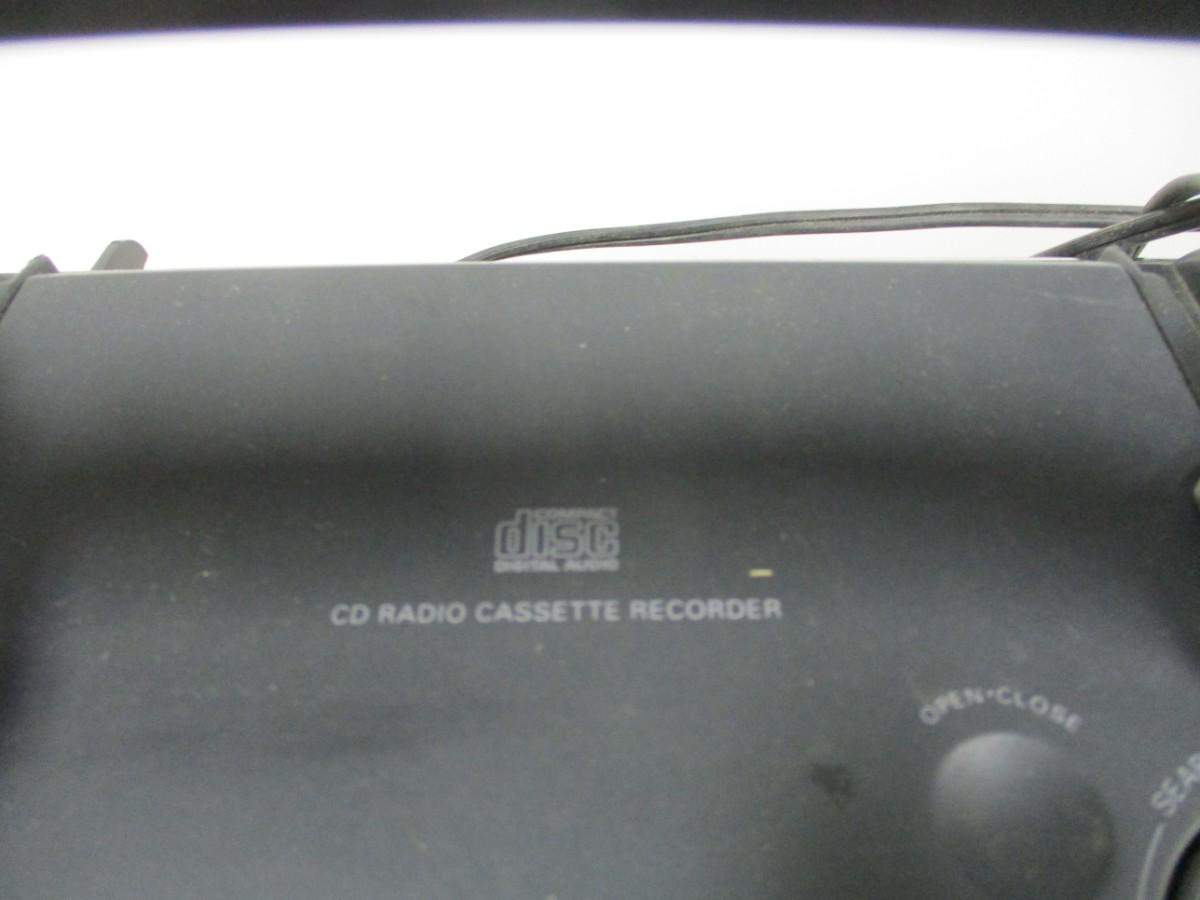 COMPACT
disc
DIGITAL AUDIO
CD RADIO CASSETTE RECORDER
OPEN•CLOSE